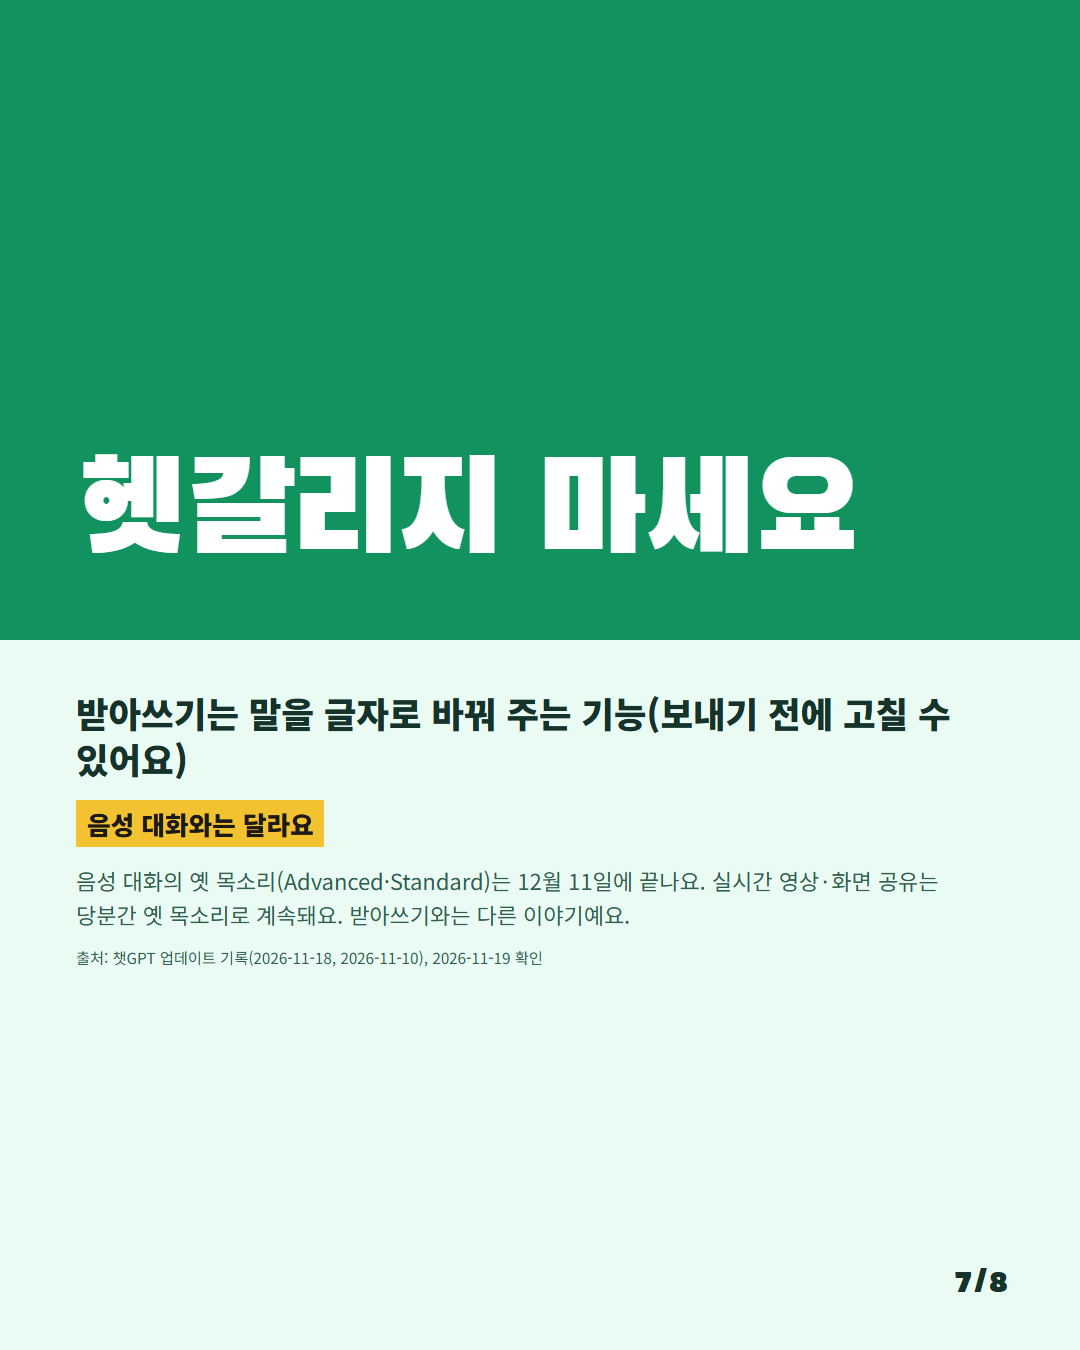 헷갈리지 마세요
받아쓰기는 말을 글자로 바꿔 주는 기능(보내기 전에 고칠 수
있어요)
음성 대화와는 달라요
음성 대화의 옛 목소리(Advanced·Standard)는 12월 11일에 끝나요. 실시간 영상·화면 공유는
당분간 옛 목소리로 계속돼요. 받아쓰기와는 다른 이야기예요.
출처: 챗GPT 업데이트 기록(2026-11-18, 2026-11-10), 2026-11-19 확인
7/8